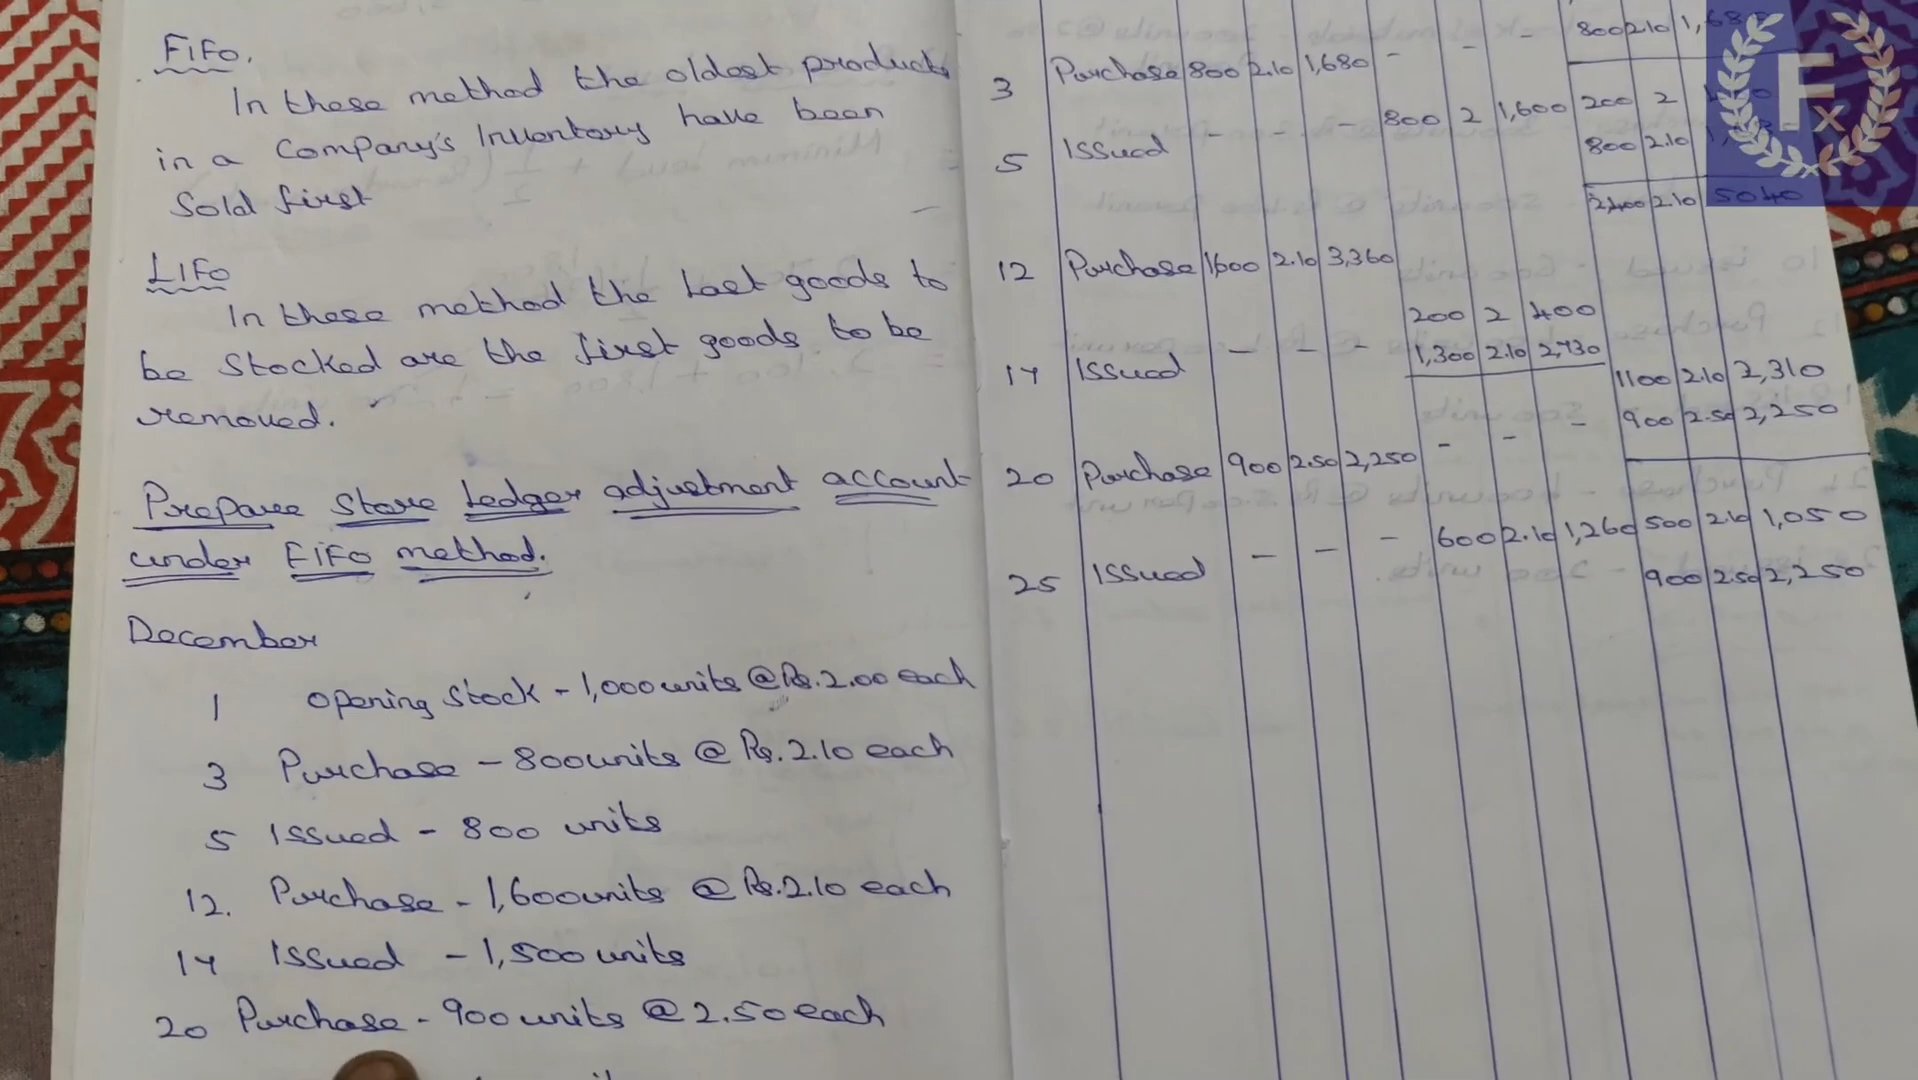 FIFO.
In these method the oldest products
in a Company's Inventory have been
Sold first
LIFO
In these method the last goods to
be stocked are the first goods to be
removed.
Prepare Store Ledger adjustment account
under FIFO method.
December
1 Opening Stock - 1,000 units @ Rs.2.00 each
3 Purchase - 800 units @ Rs. 2.10 each
5 Issued - 800 units
12. Purchase - 1,600 units @ Rs.2.10 each
17 Issued - 1,500 units
20 Purchase - 900 units @ 2.50 each
800 2.10
3 Purchase 800 2.10 1,680 - - -
5 Issued - - - 800 2 1,600 200 2
800 2.10
2400 2.10 5040
12 Purchase 1600 2.10 3,360
200 2 400
17 Issued - - - 1,300 2.10 2,730
1100 2.10 2,310
900 2.50 2,250
20 Purchase 900 2.50 2,250 - - -
25 Issued - - - 600 2.10 1,260 500 2.10 1,050
900 2.50 2,250
Fx